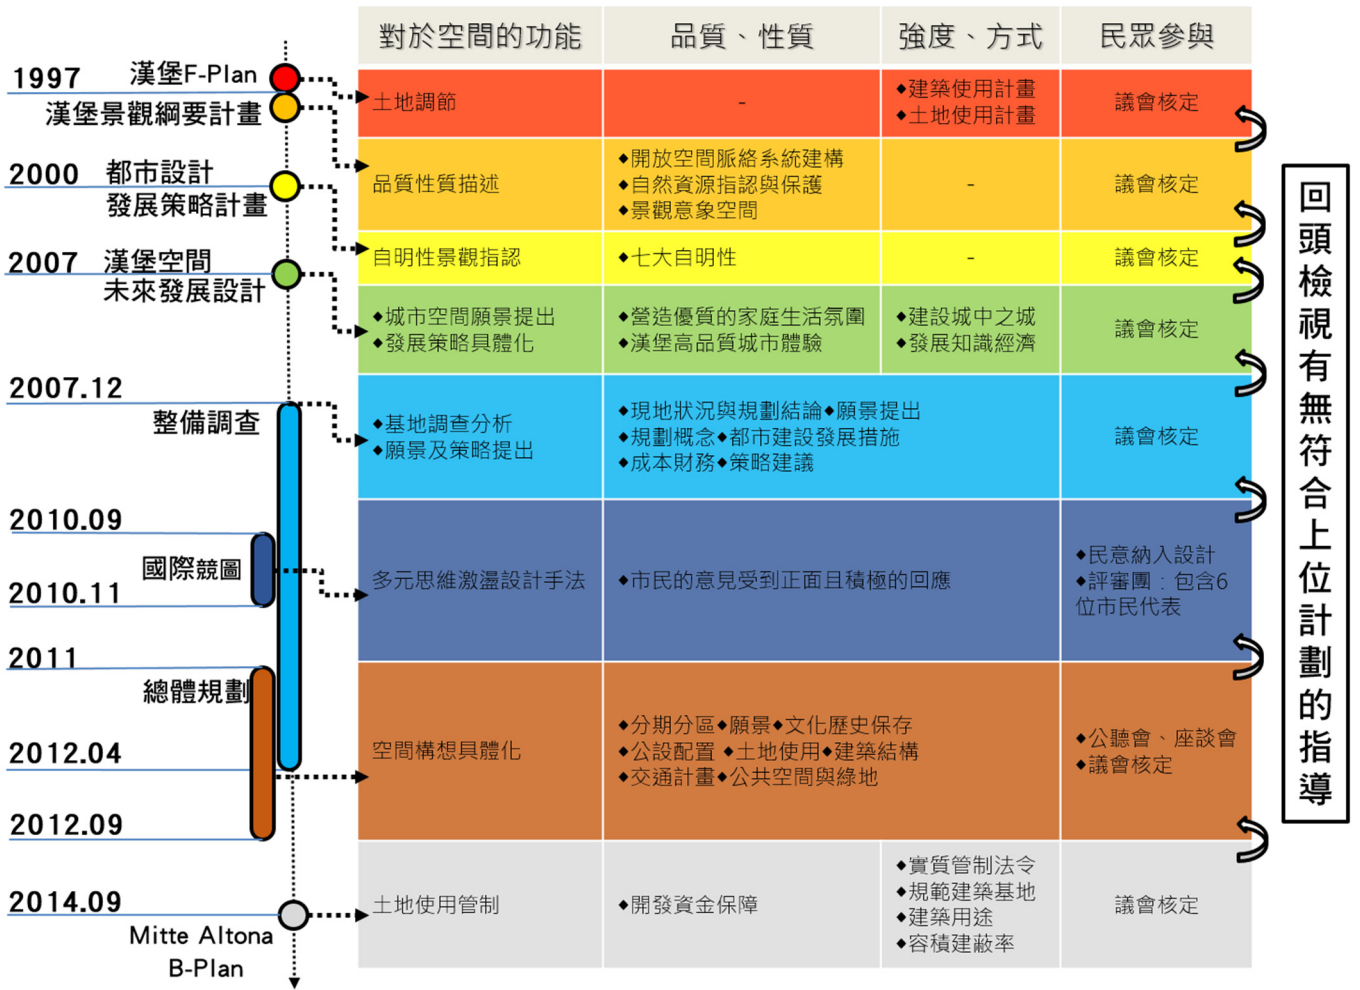 對於空間的功能
品質、性質
強度、方式
民眾參與
1997
漢堡F-Plan
漢堡景觀綱要計畫
土地調節
-
◆建築使用計畫
◆土地使用計畫
議會核定
2000
都市設計
發展策略計畫
品質性質描述
◆開放空間脈絡系統建構
◆自然資源指認與保護
◆景觀意象空間
-
議會核定
2007
漢堡空間
未來發展設計
自明性景觀指認
◆七大自明性
-
議會核定
◆城市空間願景提出
◆發展策略具體化
◆營造優質的家庭生活氛圍
◆漢堡高品質城市體驗
◆建設城中之城
◆發展知識經濟
議會核定
2007.12
整備調查
◆基地調查分析
◆願景及策略提出
◆現地狀況與規劃結論◆願景提出
◆規劃概念◆都市建設發展措施
◆成本財務◆策略建議
議會核定
2010.09
國際競圖
2010.11
多元思維激盪設計手法
◆市民的意見受到正面且積極的回應
◆民意納入設計
◆評審團：包含6
位市民代表
2011
總體規劃
2012.04
2012.09
空間構想具體化
◆分期分區◆願景◆文化歷史保存
◆公設配置 ◆土地使用◆建築結構
◆交通計畫◆公共空間與綠地
◆公聽會、座談會
◆議會核定
2014.09
Mitte Altona
B-Plan
土地使用管制
◆開發資金保障
◆實質管制法令
◆規範建築基地
◆建築用途
◆容積建蔽率
議會核定
回頭檢視有無符合上位計劃的指導